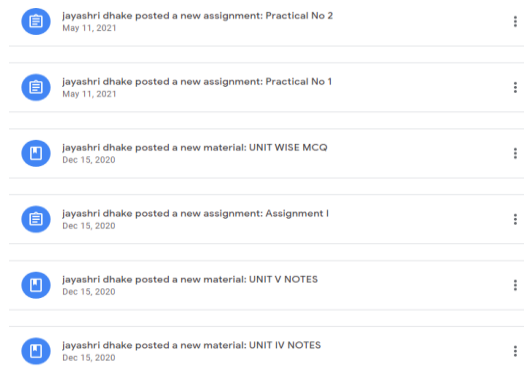 jayashri dhake posted a new assignment: Practical No 2
May 11, 2021
jayashri dhake posted a new assignment: Practical No 1
May 11, 2021
jayashri dhake posted a new material: UNIT WISE MCQ
Dec 15, 2020
jayashri dhake posted a new assignment: Assignment I
Dec 15, 2020
jayashri dhake posted a new material: UNIT V NOTES
Dec 15, 2020
jayashri dhake posted a new material: UNIT IV NOTES
Dec 15, 2020